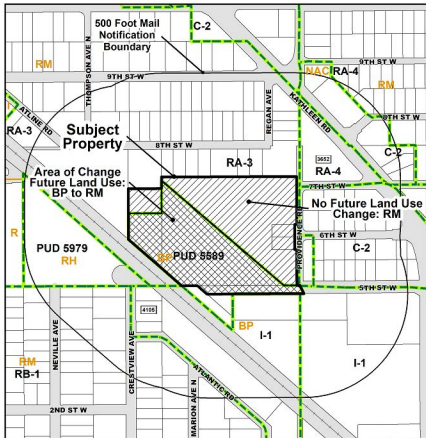 500 Foot Mail
Notification
Boundary
C-2
THOMPSON AVE N
RM
9TH ST W
NAC
RA-4
9TH ST W
RM
REGAN AVE
KATHLEEN RD
9TH ST W
ATLINE RD
RA-3
Subject
Property
8TH ST W
C-2
RA-3
3652
RA-4
Area of Change
Future Land Use:
BP to RM
7TH ST W
No Future Land Use
Change: RM
R
PROVIDENCE RD
6TH ST W
C-2
PUD 5979
RH
BP
PUD 5589
5TH ST W
4105
BP
I-1
NEVILLE AVE
CRESTVIEW AVE
RM
RB-1
I-1
ATLANTIC RD
MARION AVE N
2ND ST W